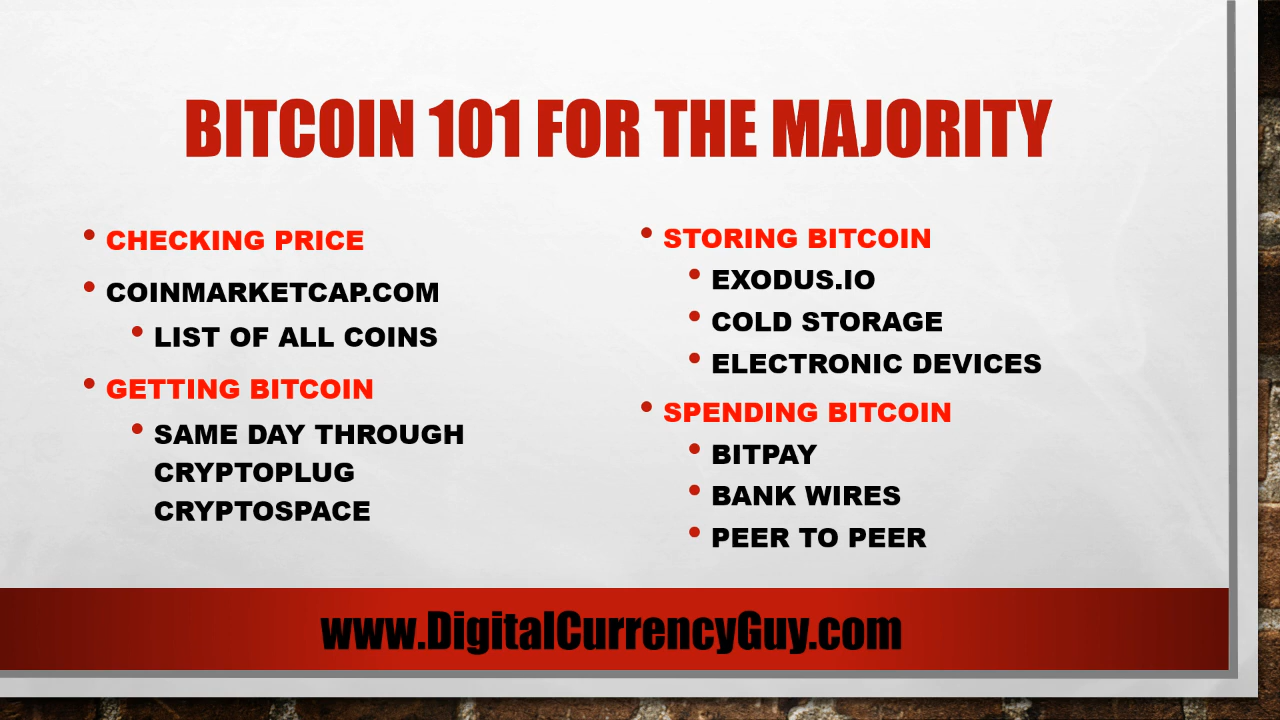 BITCOIN 101 FOR THE MAJORITY
• CHECKING PRICE
• COINMARKETCAP.COM
• LIST OF ALL COINS
• GETTING BITCOIN
• SAME DAY THROUGH
CRYPTOPLUG
CRYPTOSPACE
• STORING BITCOIN
• EXODUS.IO
• COLD STORAGE
• ELECTRONIC DEVICES
• SPENDING BITCOIN
• BITPAY
• BANK WIRES
• PEER TO PEER
www.DigitalCurrencyGuy.com